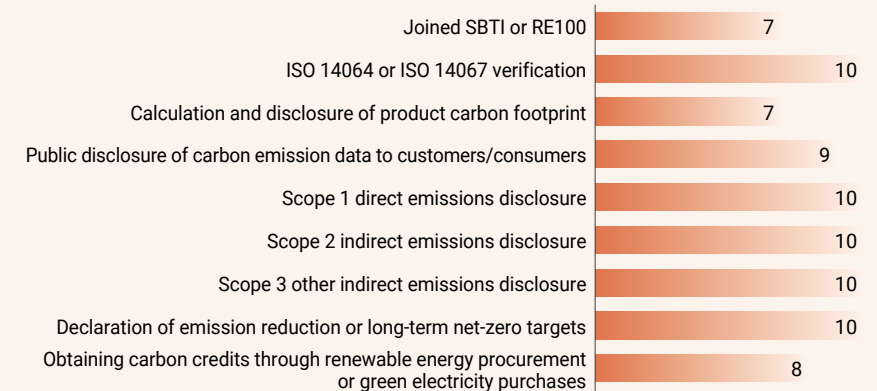 Joined SBTI or RE100 7
ISO 14064 or ISO 14067 verification 10
Calculation and disclosure of product carbon footprint 7
Public disclosure of carbon emission data to customers/consumers 9
Scope 1 direct emissions disclosure 10
Scope 2 indirect emissions disclosure 10
Scope 3 other indirect emissions disclosure 10
Declaration of emission reduction or long-term net-zero targets 10
Obtaining carbon credits through renewable energy procurement
or green electricity purchases 8